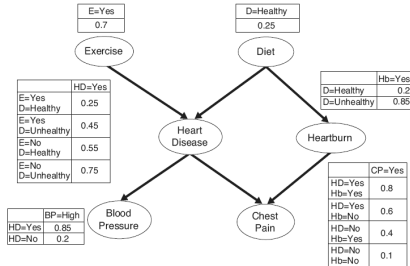 E=Yes
0.7
D=Healthy
0.25
Exercise
Diet
HD=Yes
E=Yes
D=Healthy
0.25
E=Yes
D=Unhealthy
0.45
E=No
D=Healthy
0.55
E=No
D=Unhealthy
0.75
Hb=Yes
D=Healthy
0.2
D=Unhealthy
0.85
Heart
Disease
Heartburn
BP=High
HD=Yes
0.85
HD=No
0.2
Blood
Pressure
Chest
Pain
CP=Yes
HD=Yes
Hb=Yes
0.8
HD=Yes
Hb=No
0.6
HD=No
Hb=Yes
0.4
HD=No
Hb=No
0.1